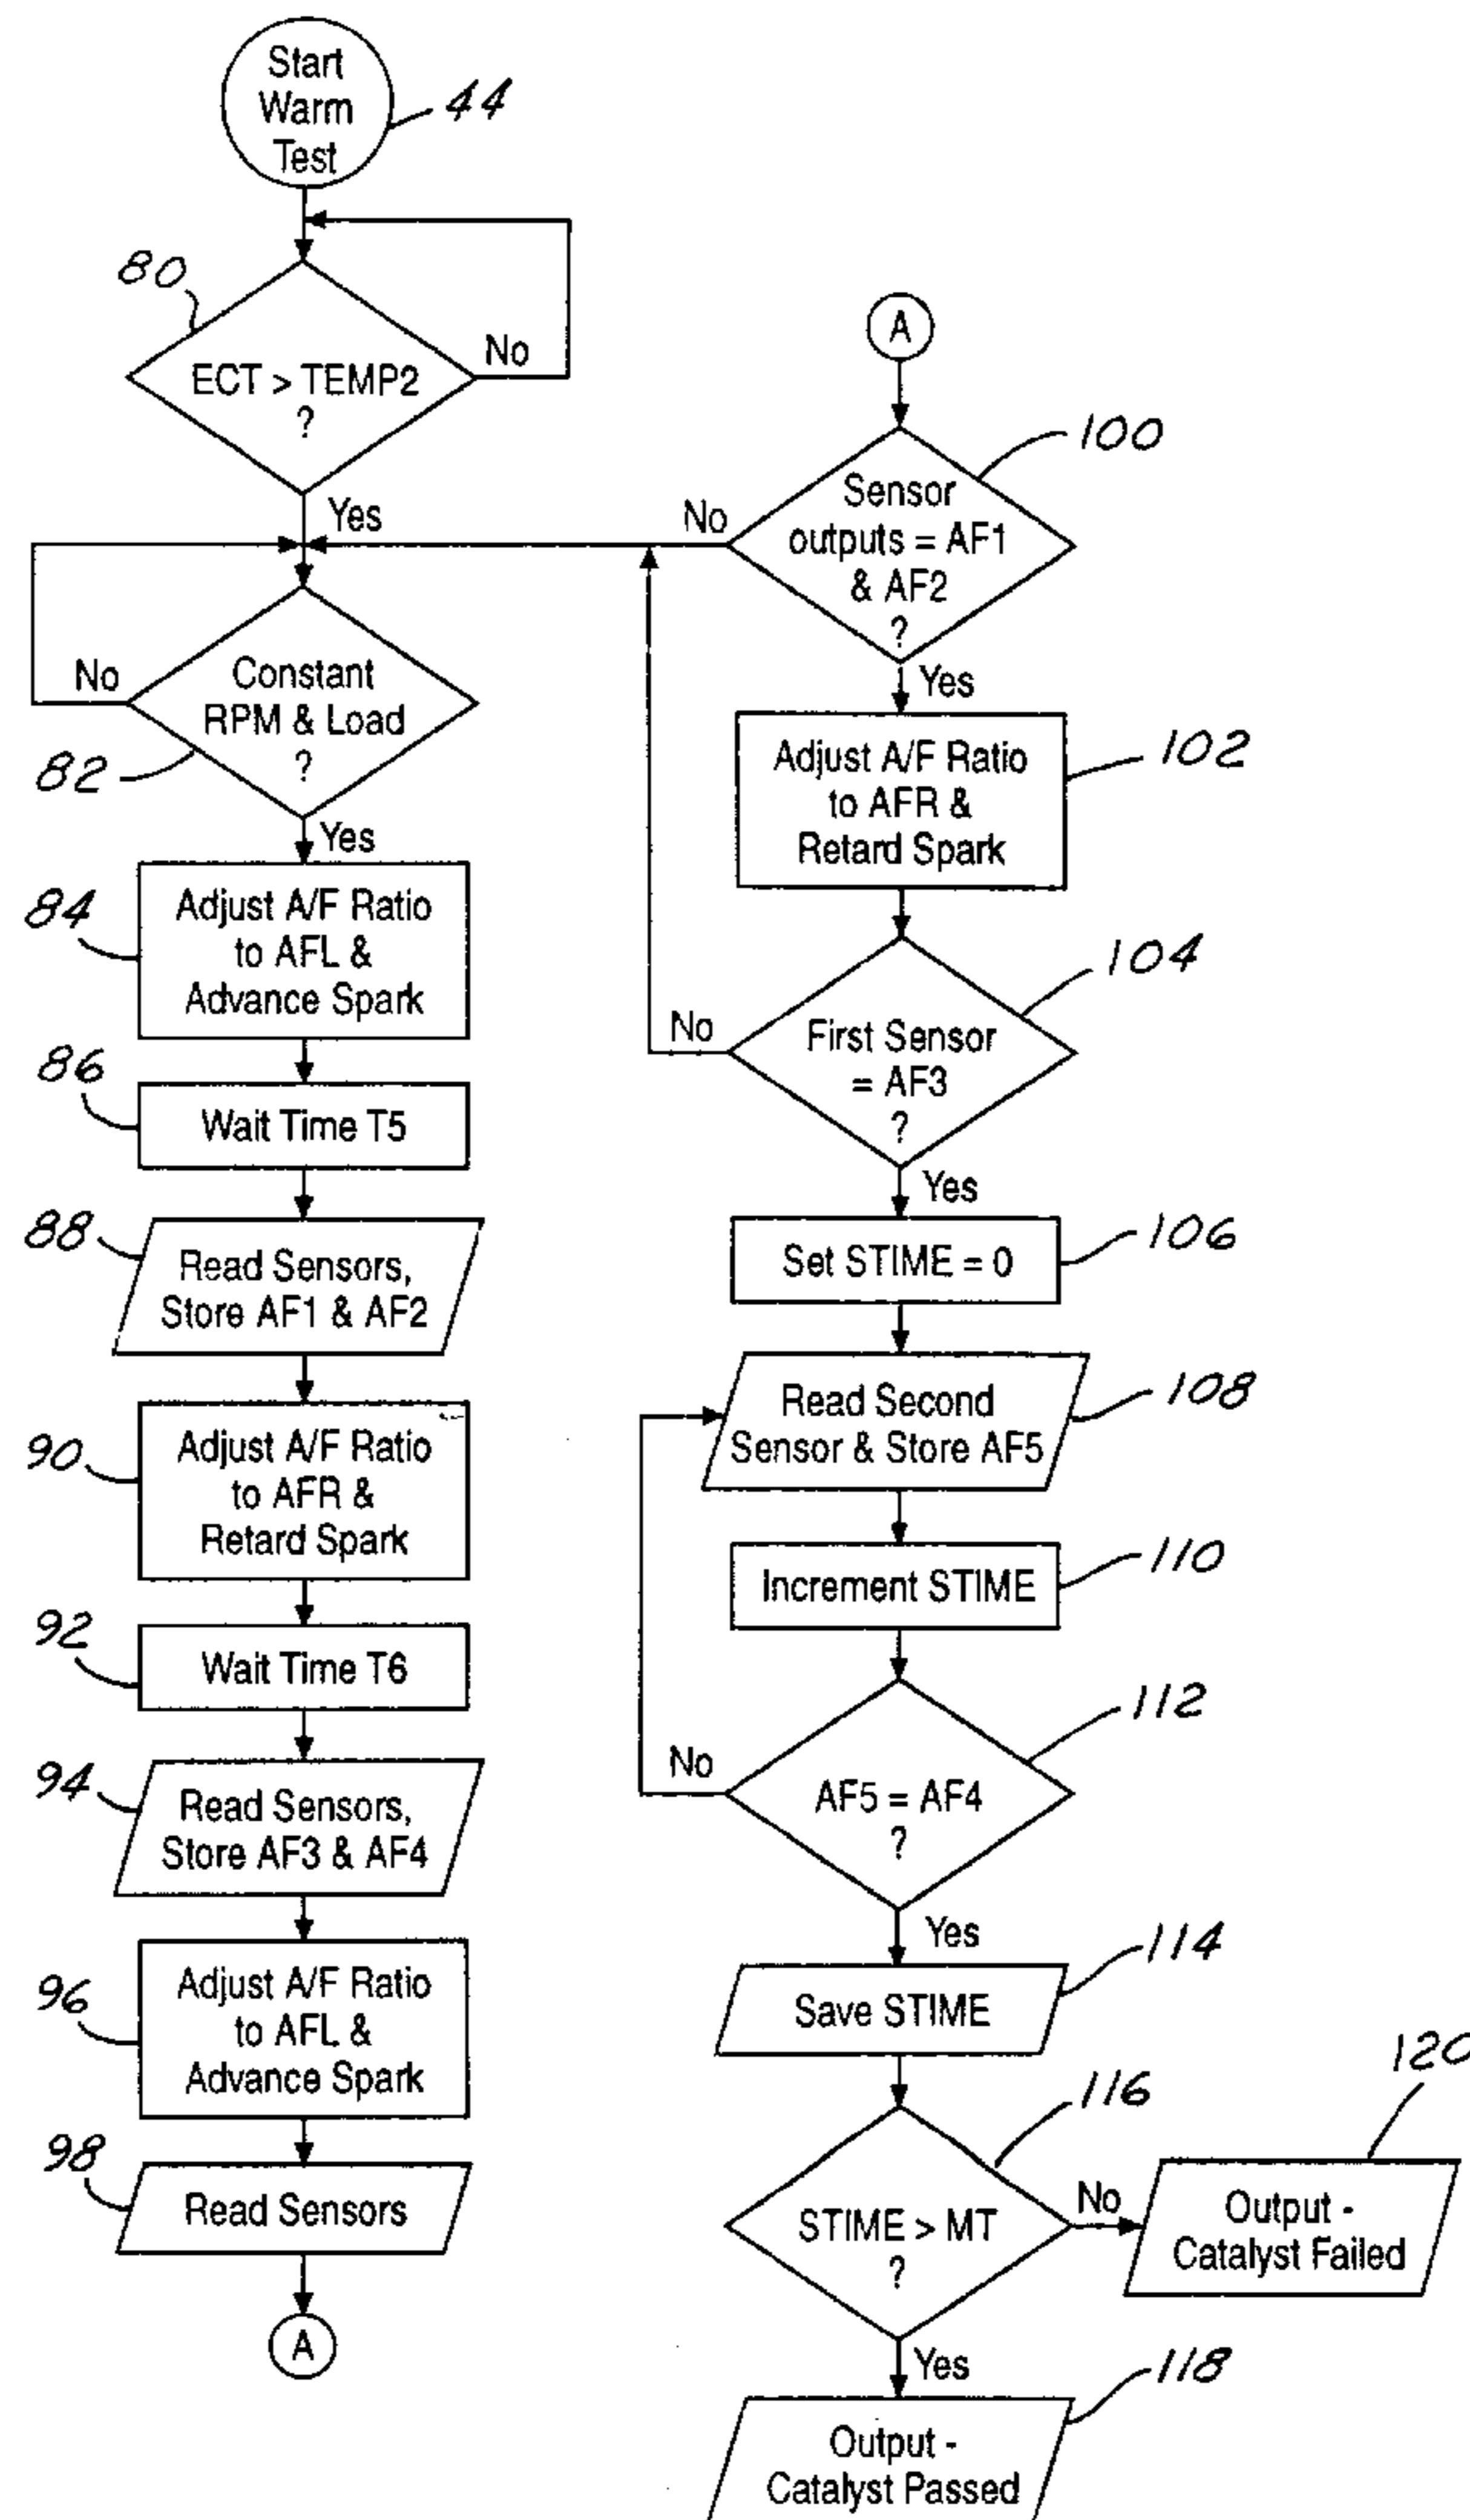 Start
Warm
Test
44
80
ECT > TEMP2
?
No
Yes
Constant
RPM & Load
?
No
82
Yes
84
Adjust A/F Ratio
to AFL &
Advance Spark
86
Wait Time T5
88
Read Sensors,
Store AF1 & AF2
90
Adjust A/F Ratio
to AFR &
Retard Spark
92
Wait Time T6
94
Read Sensors,
Store AF3 & AF4
96
Adjust A/F Ratio
to AFL &
Advance Spark
98
Read Sensors
A
A
100
Sensor
outputs = AF1
& AF2
?
No
Yes
Adjust A/F Ratio
to AFR &
Retard Spark
102
104
First Sensor
= AF3
?
No
Yes
Set STIME = 0
106
Read Second
Sensor & Store AF5
108
Increment STIME
110
112
AF5 = AF4
?
No
Yes
114
Save STIME
116
STIME > MT
?
No
120
Output -
Catalyst Failed
Yes
118
Output -
Catalyst Passed